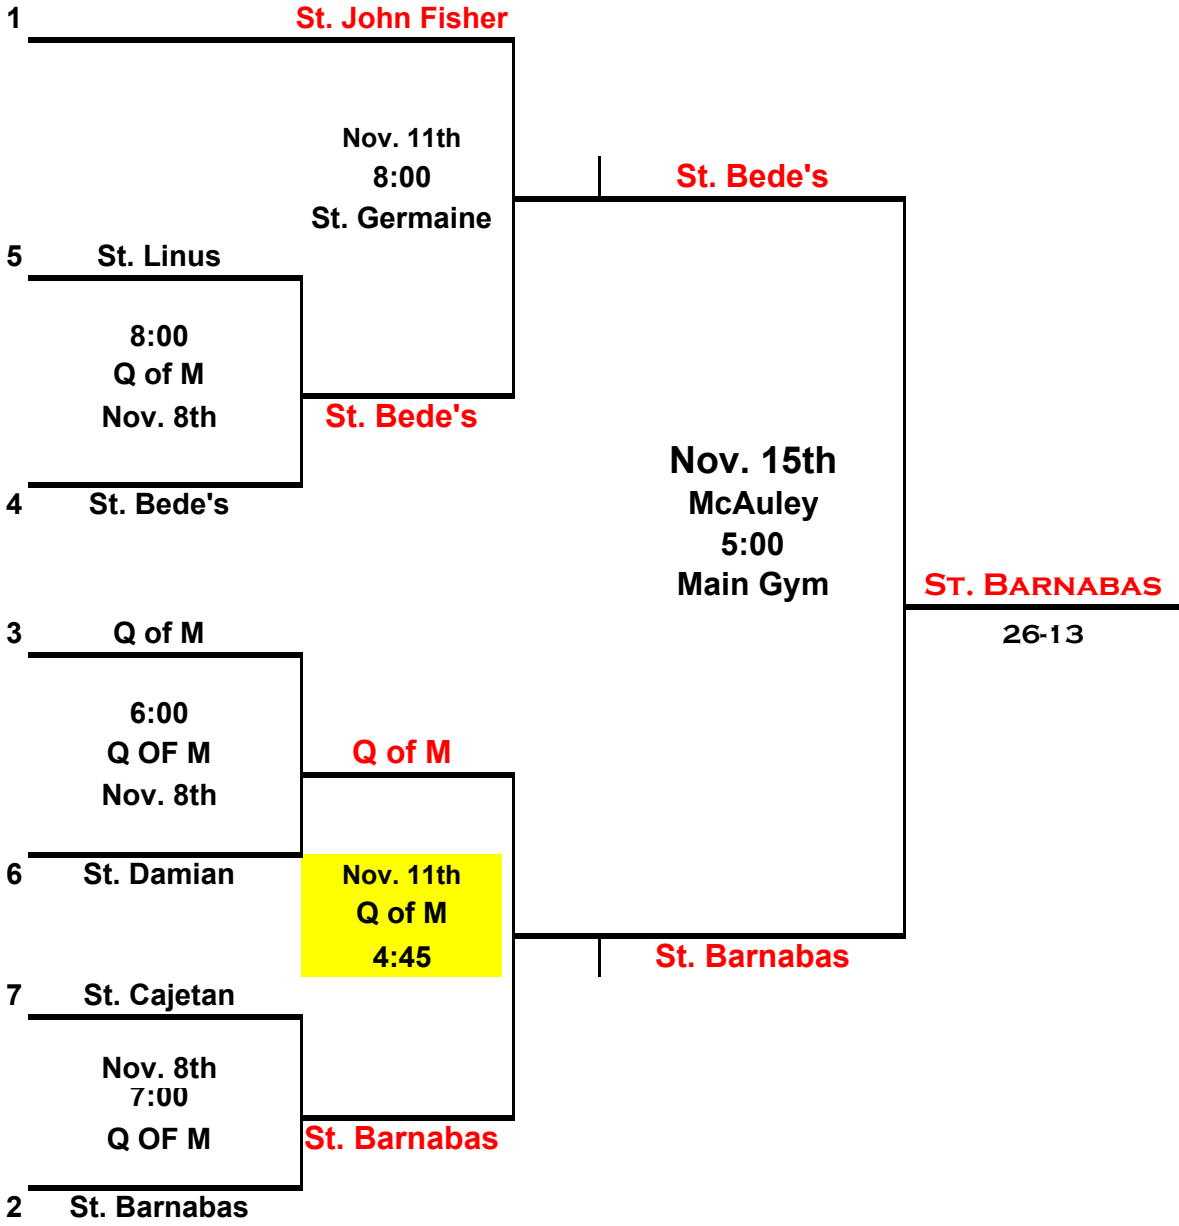 1 St. John Fisher
Nov. 11th
8:00
St. Germaine
St. Bede's
5 St. Linus
8:00
Q of M
Nov. 8th
St. Bede's
4 St. Bede's
Nov. 15th
McAuley
5:00
Main Gym
St. Barnabas
26-13
3 Q of M
6:00
Q OF M
Nov. 8th
Q of M
6 St. Damian
Nov. 11th
Q of M
4:45
St. Barnabas
7 St. Cajetan
Nov. 8th
7:00
Q OF M
St. Barnabas
2 St. Barnabas